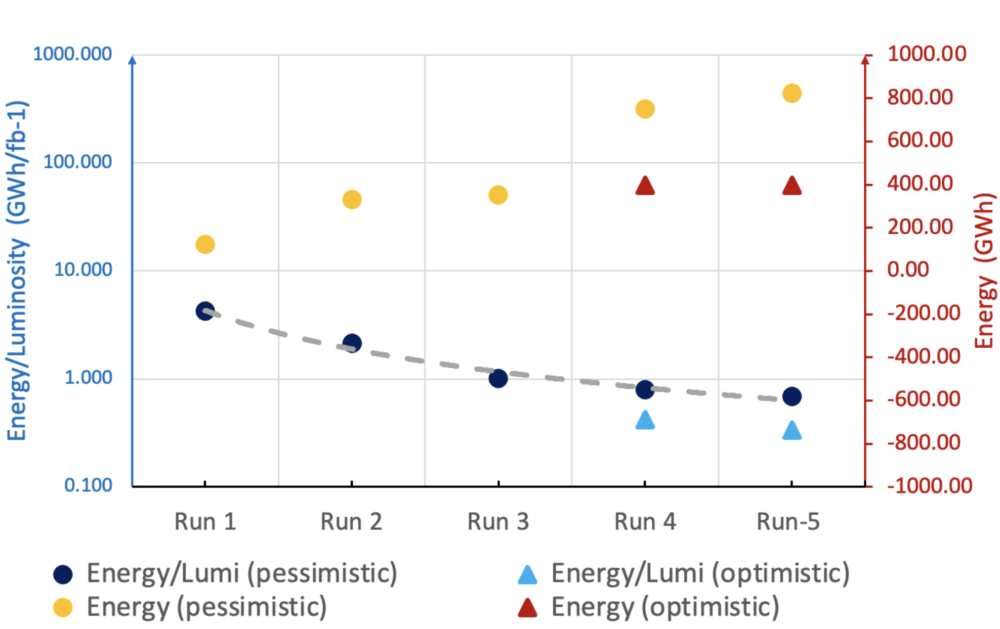 Energy/Luminosity (GWh/fb-1)
1000.000
100.000
10.000
1.000
0.100
1000.00
800.00
600.00
400.00
200.00
0.00
-200.00
-400.00
-600.00
-800.00
-1000.00
Energy (GWh)
Run 1
Run 2
Run 3
Run 4
Run-5
Energy/Lumi (pessimistic)
Energy/Lumi (optimistic)
Energy (pessimistic)
Energy (optimistic)